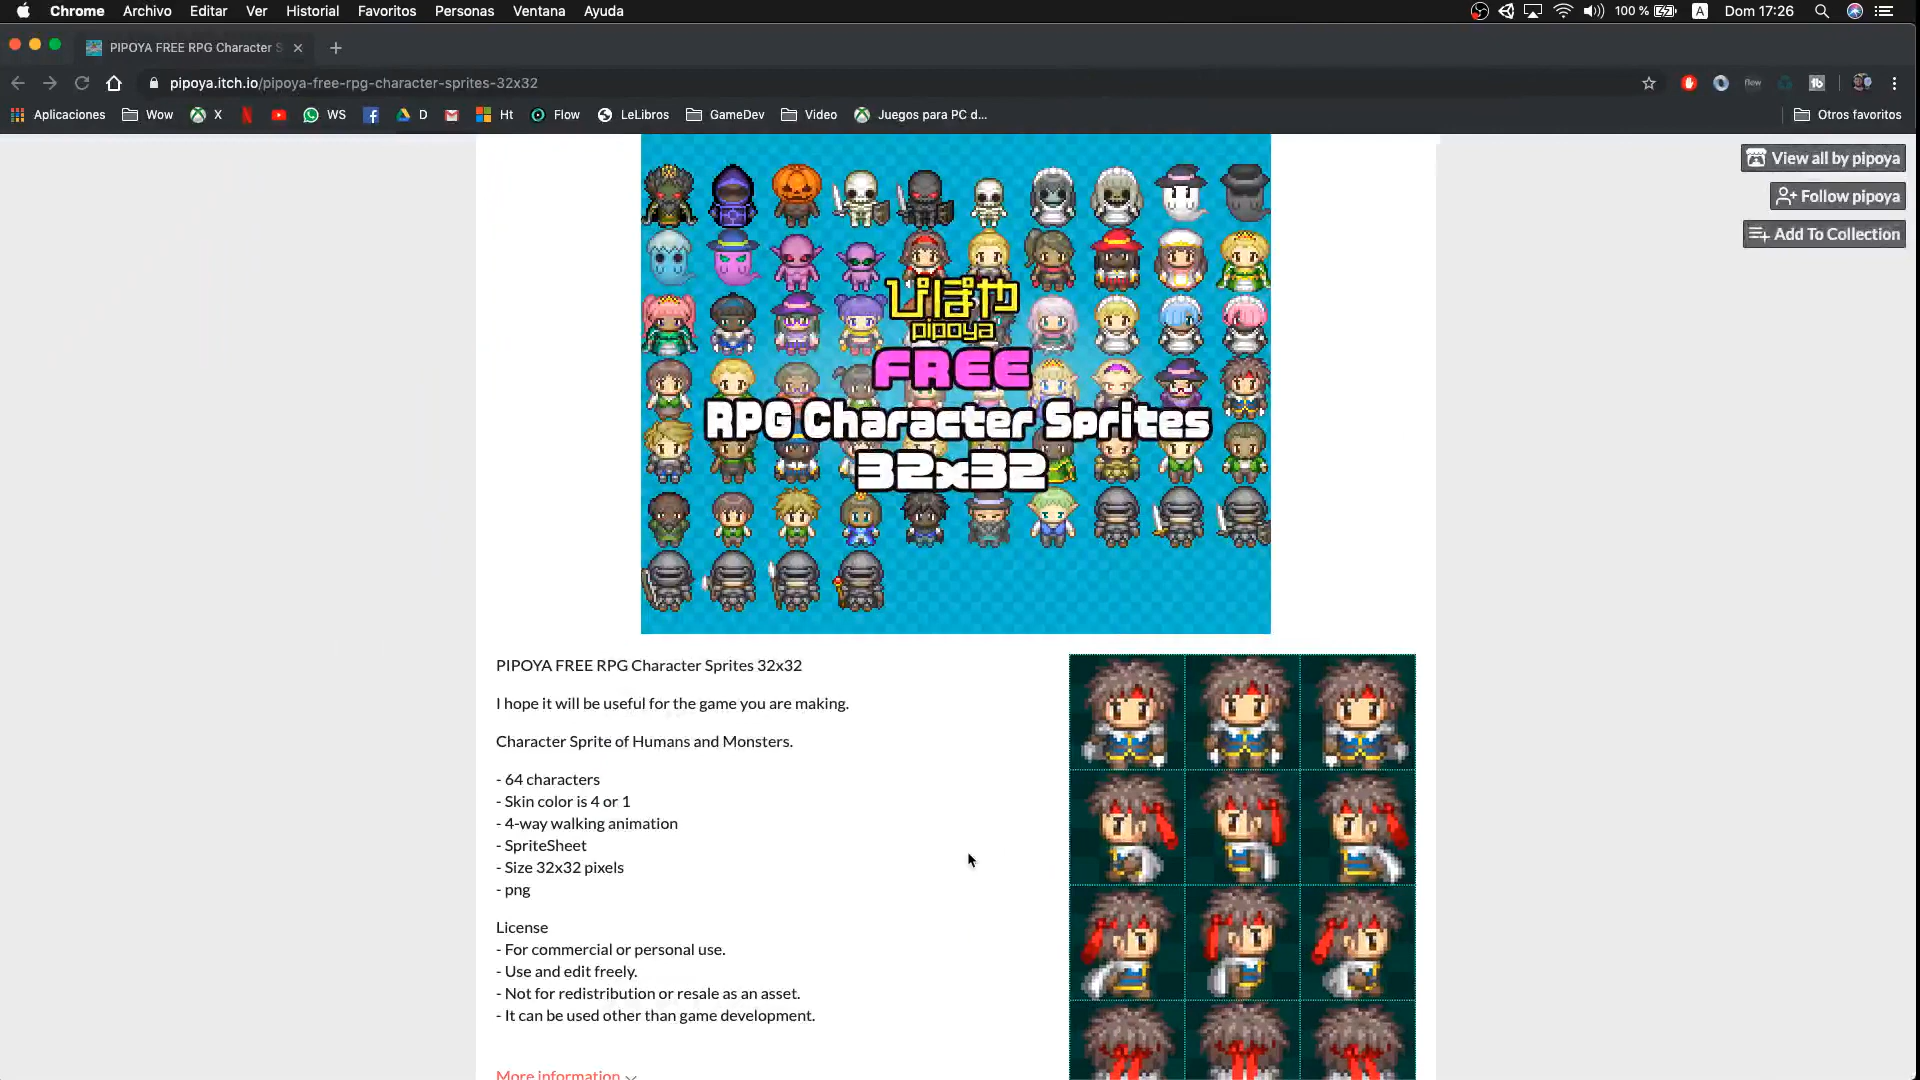 Chrome Archivo Editar Ver Historial Favoritos Personas Ventana Ayuda 100 % A Dom 17:26
PIPOYA FREE RPG Character S
pipoya.itch.io/pipoya-free-rpg-character-sprites-32x32 flew tb
Aplicaciones Wow X WS D Ht Flow LeLibros GameDev Video Juegos para PC d... Otros favoritos
View all by pipoya
Follow pipoya
Add To Collection
ぴぽや
pipoya
FREE
RPG Character Sprites
32x32
PIPOYA FREE RPG Character Sprites 32x32
I hope it will be useful for the game you are making.
Character Sprite of Humans and Monsters.
- 64 characters
- Skin color is 4 or 1
- 4-way walking animation
- SpriteSheet
- Size 32x32 pixels
- png
License
- For commercial or personal use.
- Use and edit freely.
- Not for redistribution or resale as an asset.
- It can be used other than game development.
More information